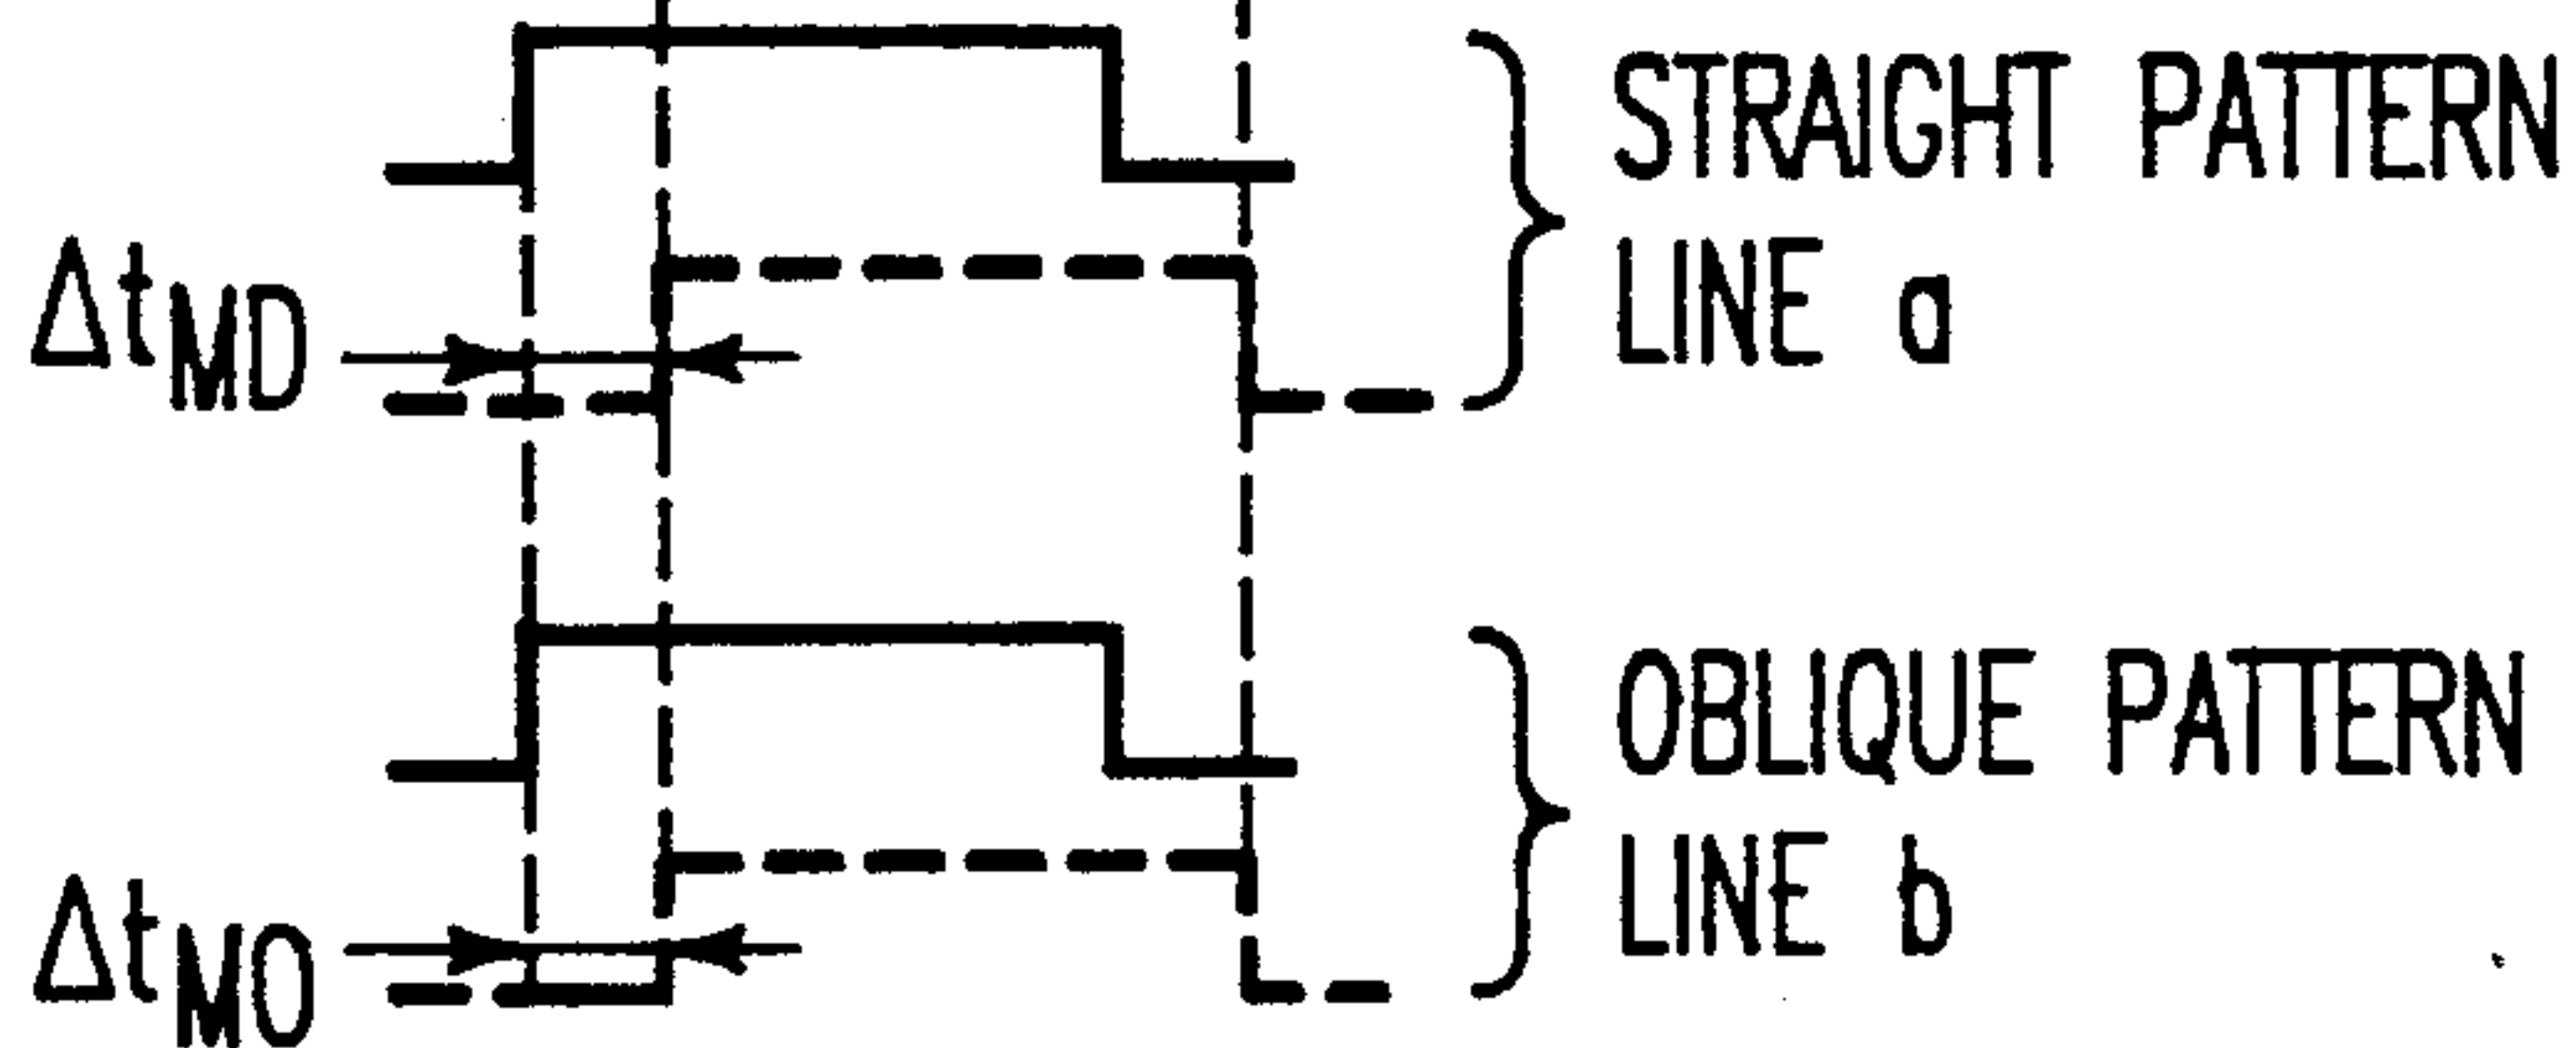 STRAIGHT PATTERN
LINE a
ΔtMD
OBLIQUE PATTERN
LINE b
ΔtMO